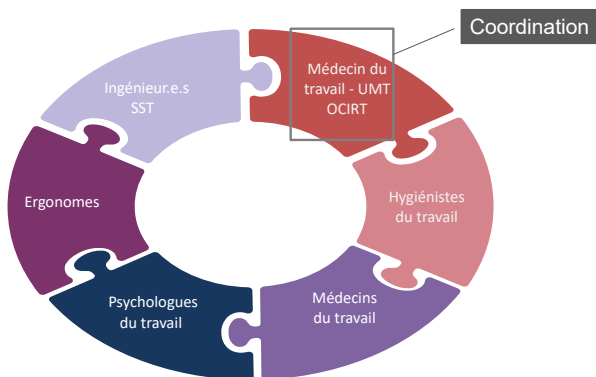 Coordination
Médecin du
travail - UMT
OCIRT
Hygiénistes
du travail
Médecins
du travail
Psychologues
du travail
Ergonomes
Ingénieur.e.s
SST